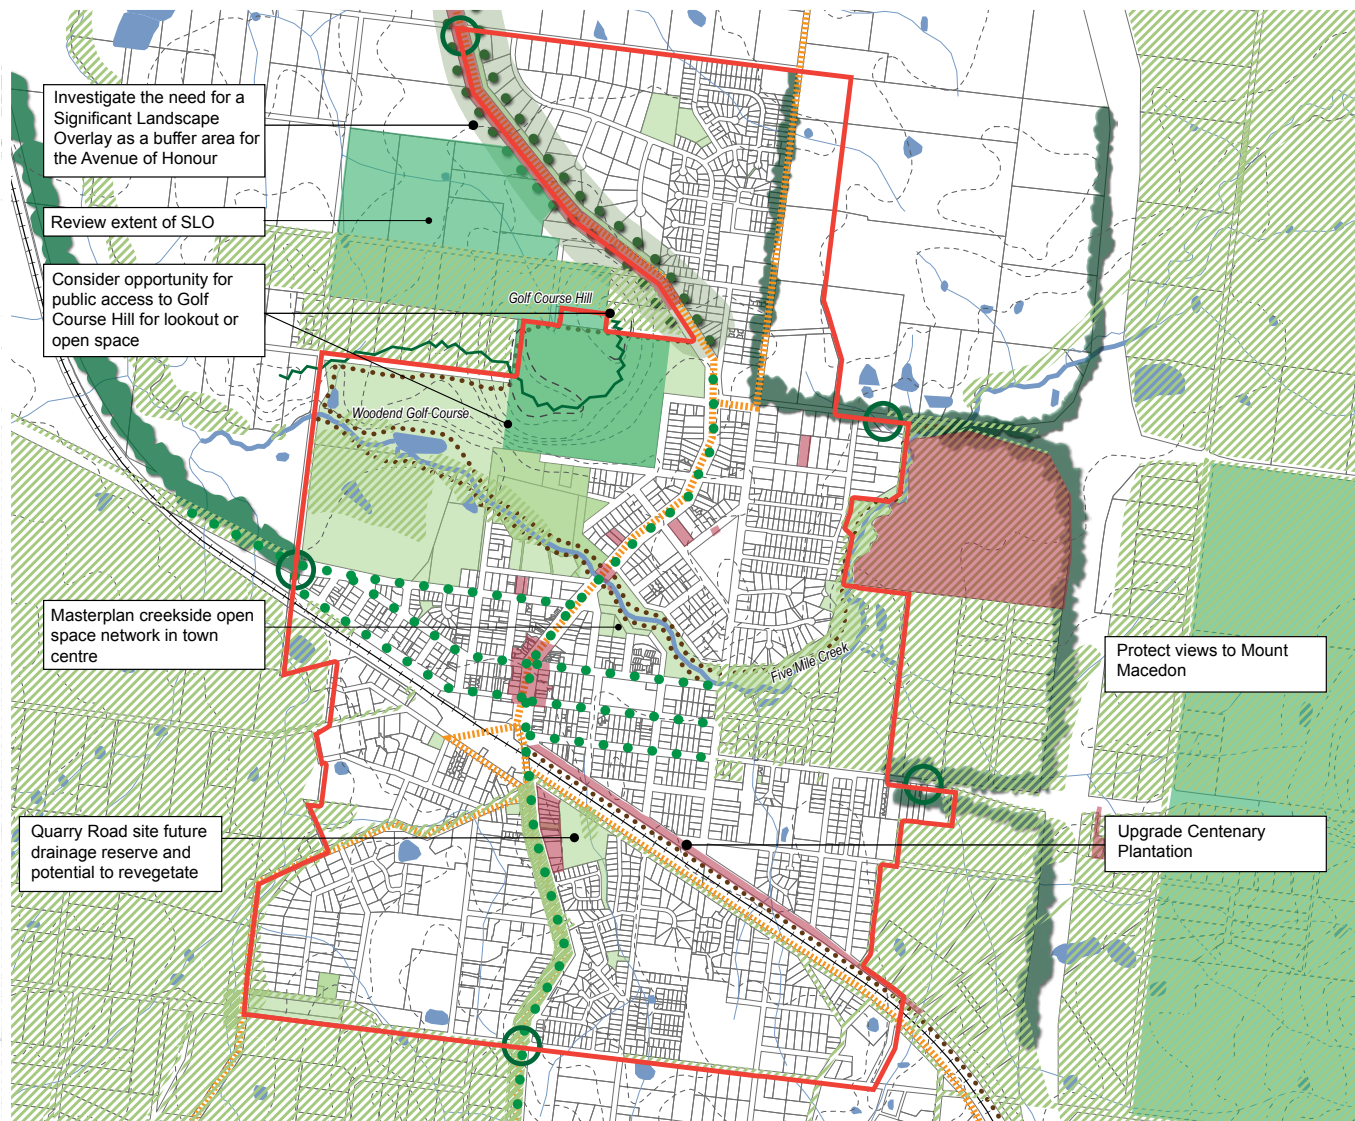 Investigate the need for a
Significant Landscape
Overlay as a buffer area for
the Avenue of Honour
Review extent of SLO
Consider opportunity for
public access to Golf
Course Hill for lookout or
open space
Golf Course Hill
Woodend Golf Course
Masterplan creekside open
space network in town
centre
Five Mile Creek
Protect views to Mount
Macedon
Quarry Road site future
drainage reserve and
potential to revegetate
Upgrade Centenary
Plantation